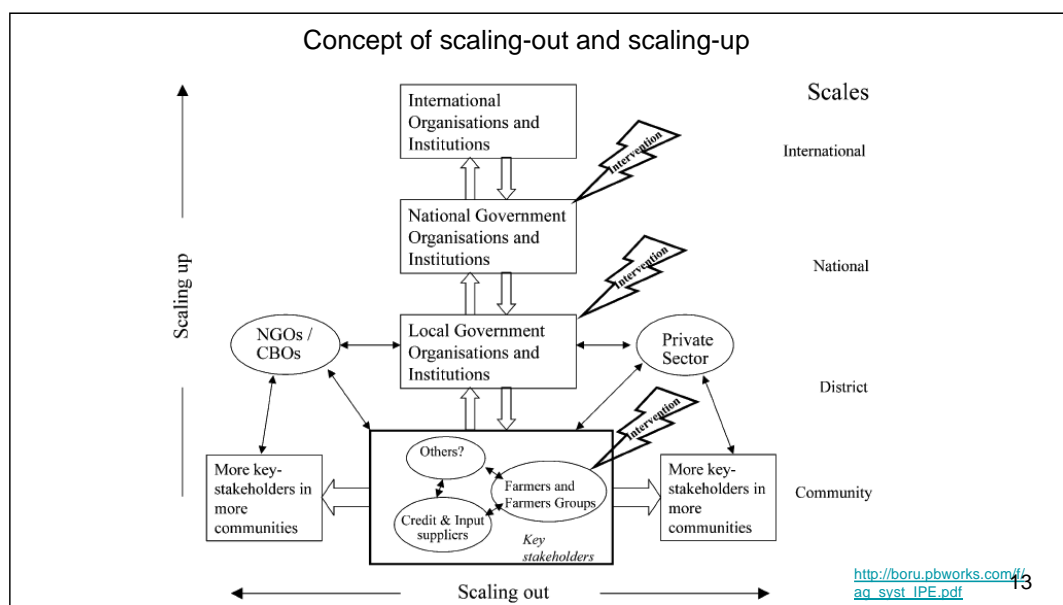 Concept of scaling-out and scaling-up
Scales
International
Organisations and
Institutions
Intervention
International
National Government
Organisations and
Institutions
Intervention
National
Scaling up
NGOs /
CBOs
Local Government
Organisations and
Institutions
Private
Sector
District
Intervention
More key-
stakeholders in
more
communities
Others?
Farmers and
Farmers Groups
Credit & Input
suppliers
Key
stakeholders
More key-
stakeholders in
more
communities
Community
Scaling out
http://boru.pbworks.com/f/
ag_syst_IPE.pdf
13